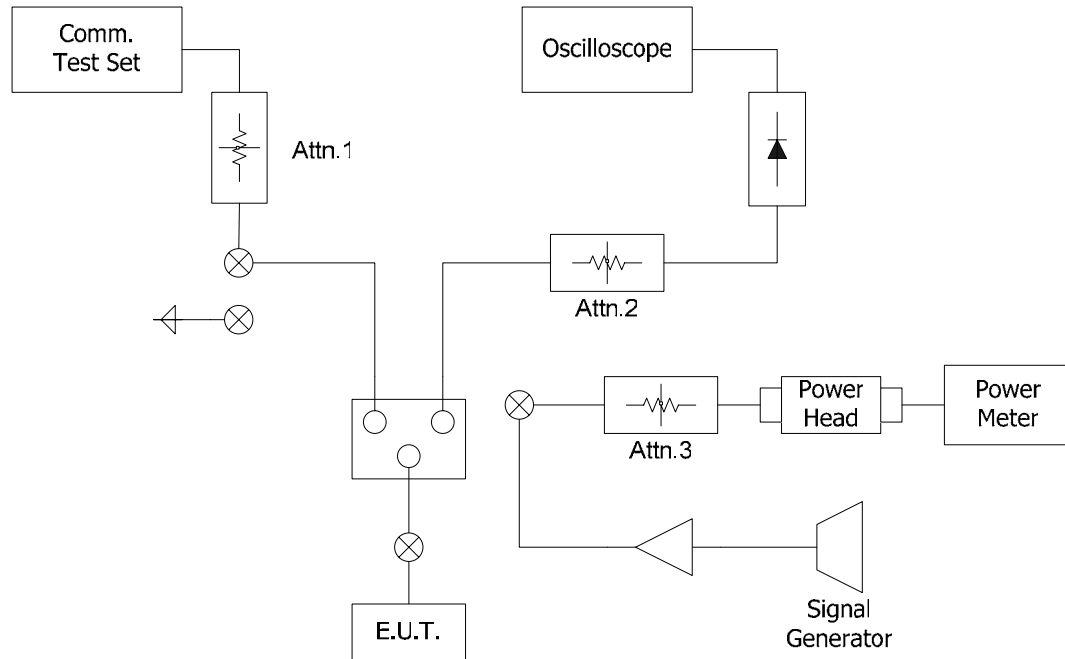 Comm.
Test Set
Oscilloscope
Attn.1
Attn.2
Attn.3
Power
Head
Power
Meter
Signal
Generator
E.U.T.